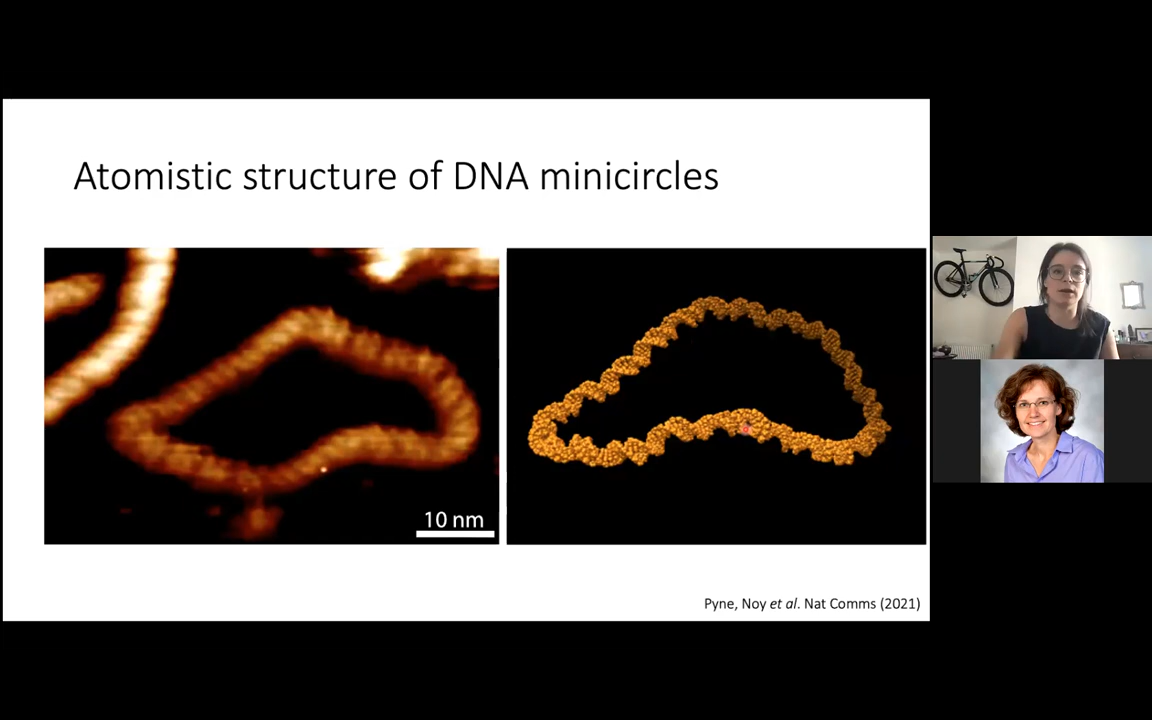 Atomistic structure of DNA minicircles
10 nm
Pyne, Noy et al. Nat Comms (2021)